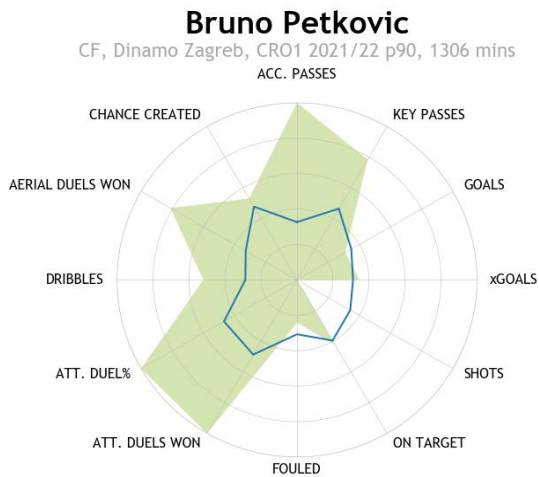 Bruno Petkovic
CF, Dinamo Zagreb, CRO1 2021/22 p90, 1306 mins
ACC. PASSES
CHANCE CREATED
KEY PASSES
AERIAL DUELS WON
GOALS
DRIBBLES
xGOALS
ATT. DUEL%
SHOTS
ATT. DUELS WON
ON TARGET
FOULED